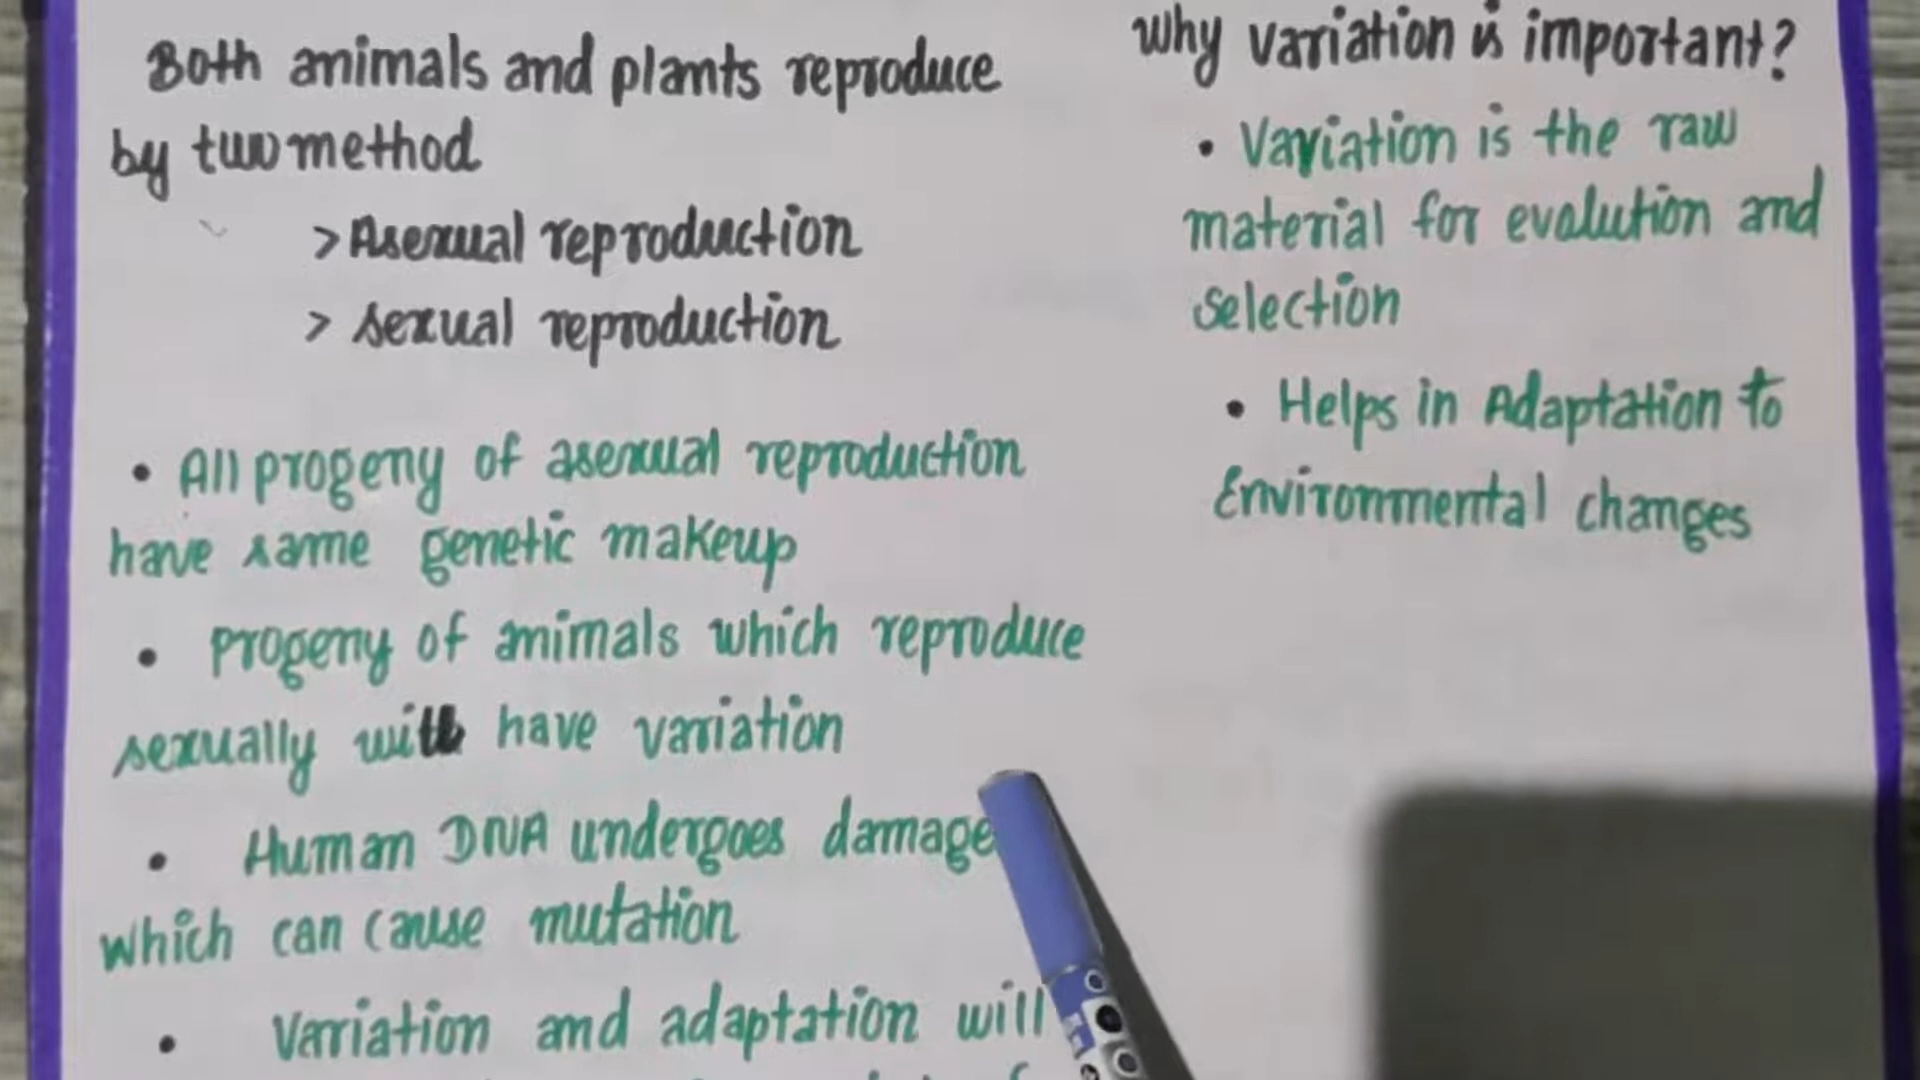 Both animals and plants reproduce
by two method
> Asexual reproduction
> sexual reproduction
• All progeny of asexual reproduction
have same genetic makeup
• progeny of animals which reproduce
sexually will have variation
• Human DNA undergoes damage
which can cause mutation
• Variation and adaptation will
why variation is important?
• Variation is the raw
material for evolution and
selection
• Helps in Adaptation to
Environmental changes